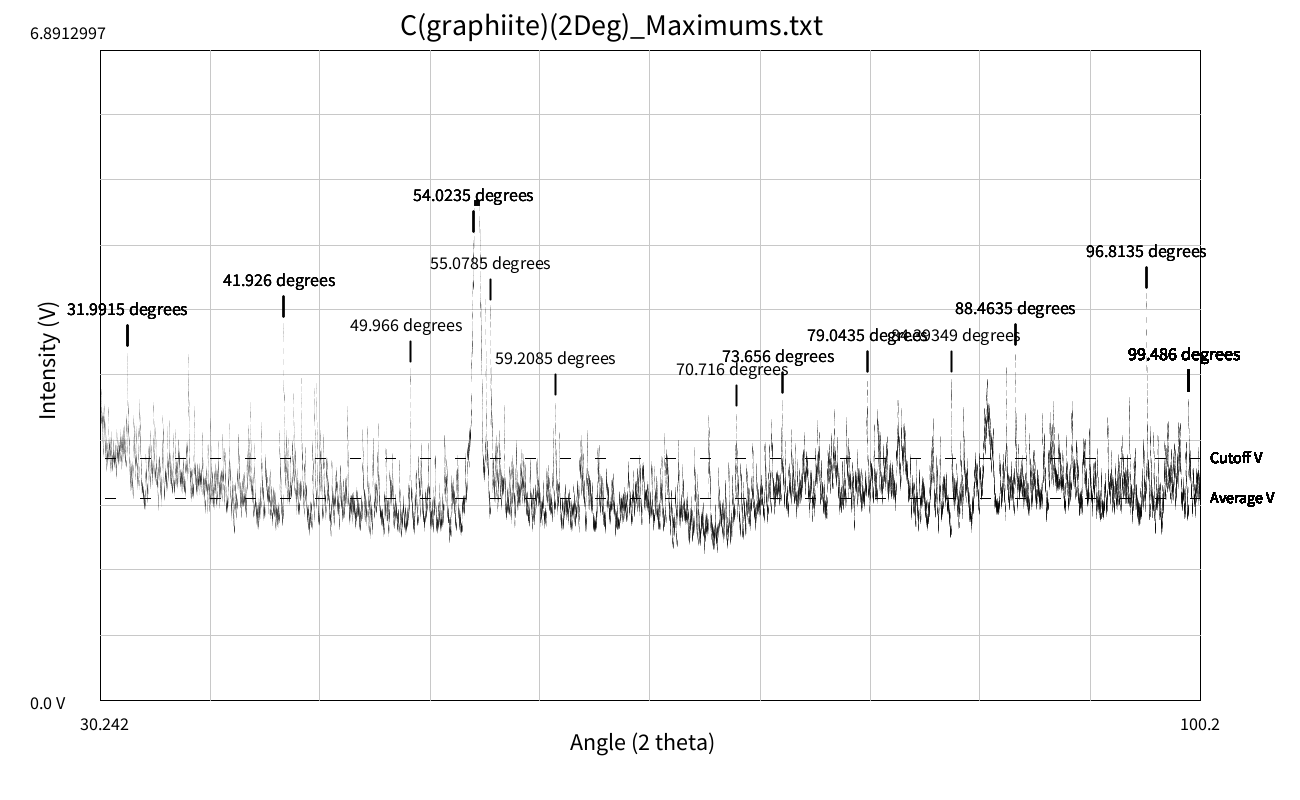 C(graphiite)(2Deg)_Maximums.txt
6.8912997
54.0235 degrees
96.8135 degrees
55.0785 degrees
41.926 degrees
31.9915 degrees
88.4635 degrees
49.966 degrees
79.0435 degrees
degrees
99.486 degrees
73.656 degrees
59.2085 degrees
70.716 degrees
Intensity (V)
Cutoff V
Average V
0.0 V
30.242
100.2
Angle (2 theta)